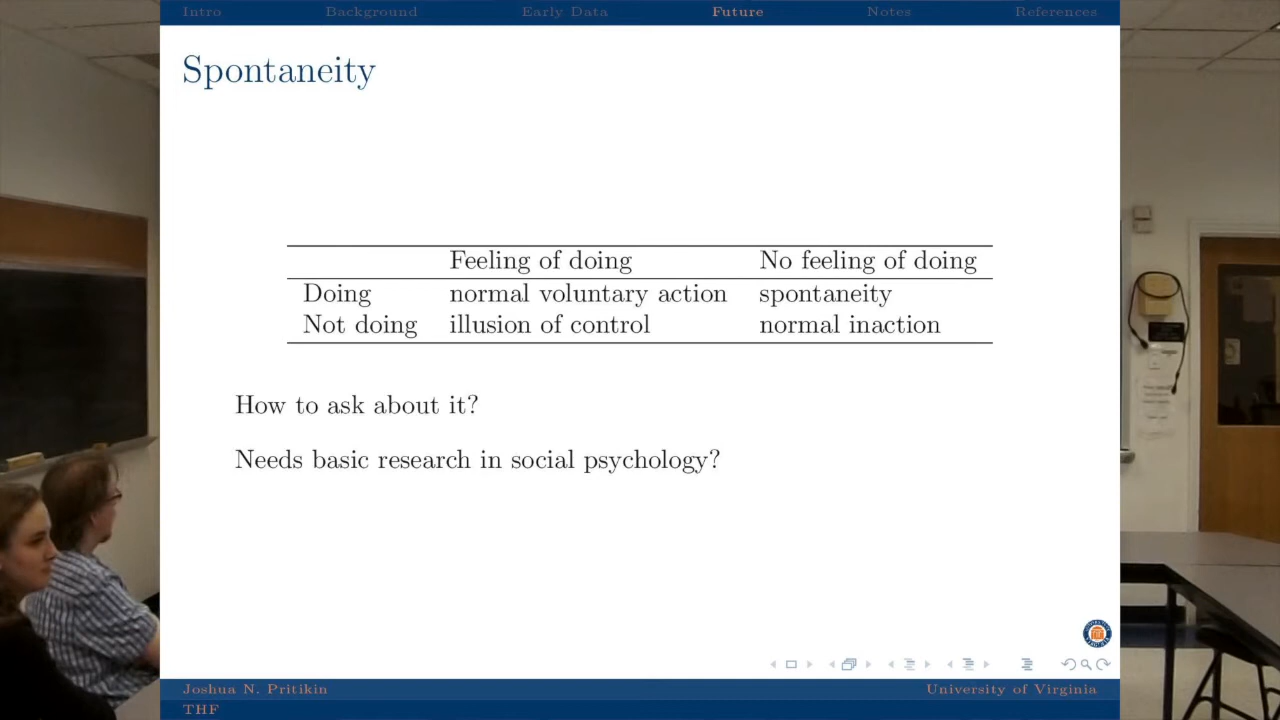 Intro Background Early Data Future Notes References
Spontaneity
Feeling of doing No feeling of doing
Doing normal voluntary action spontaneity
Not doing illusion of control normal inaction
How to ask about it?
Needs basic research in social psychology?
Joshua N. Pritikin University of Virginia
THF